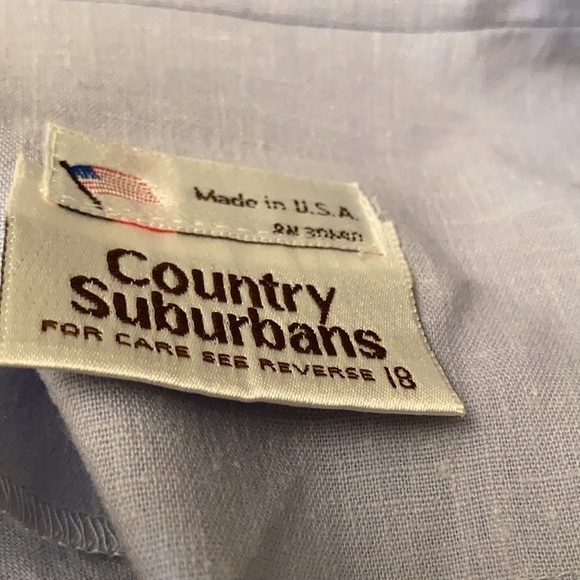 Made in U.S.A.
Country
Suburbans
FOR CARE SEE REVERSE 18